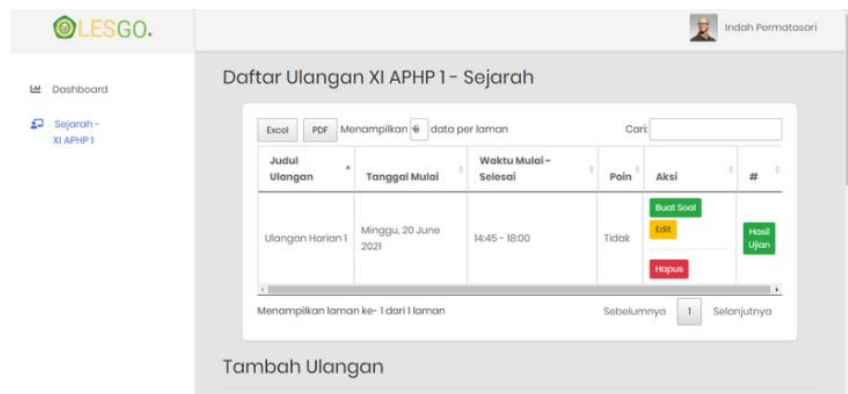 OLESGO.
Indah Permatasari
Dashboard
Sejarah -
XI APHP 1
Daftar Ulangan XI APHP 1 - Sejarah
Excel PDF Menampilkan data per laman Cari:
Judul
Ulangan
Tanggal Mulai
Waktu Mulai -
Selesai
Poin
Aksi
#
Ulangan Harian 1
Minggu, 20 June
2021
14:45 - 18:00
Tidak
Buat Soal
Edit
Hapus
Hasil
Ujian
Menampilkan laman ke- 1 dari 1 laman
Sebelumnya 1 Selanjutnya
Tambah Ulangan